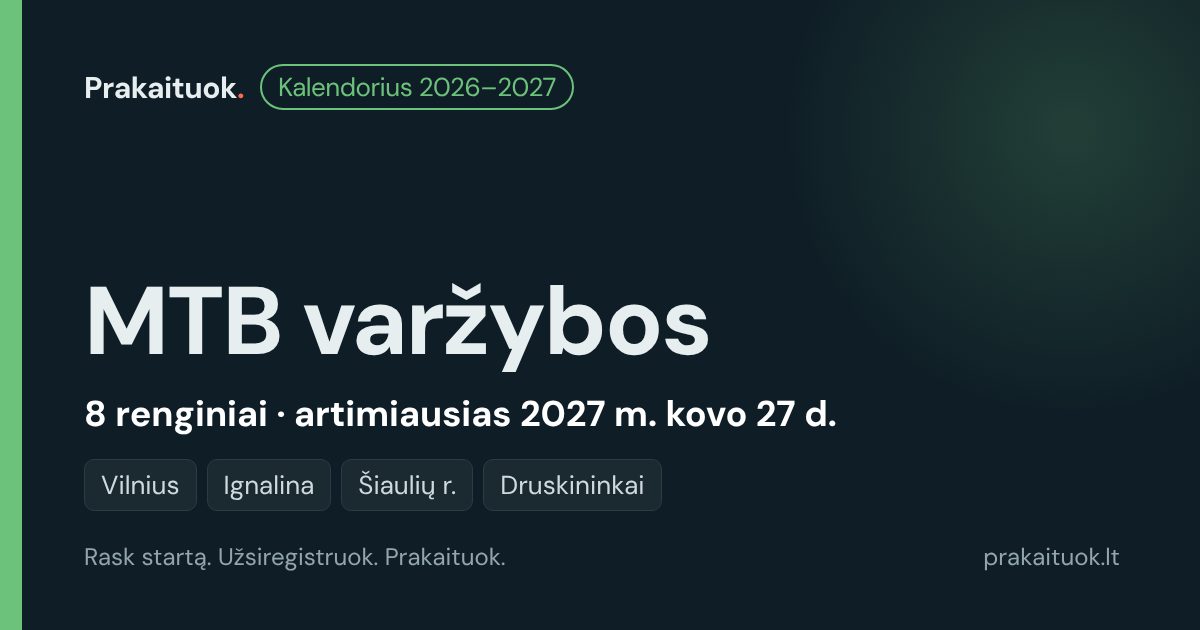 Prakaituok. Kalendorius 2026–2027
MTB varžybos
8 renginiai · artimiausias 2027 m. kovo 27 d.
Vilnius Ignalina Šiaulių r. Druskininkai
Rask startą. Užsiregistruok. Prakaituok. prakaituok.lt